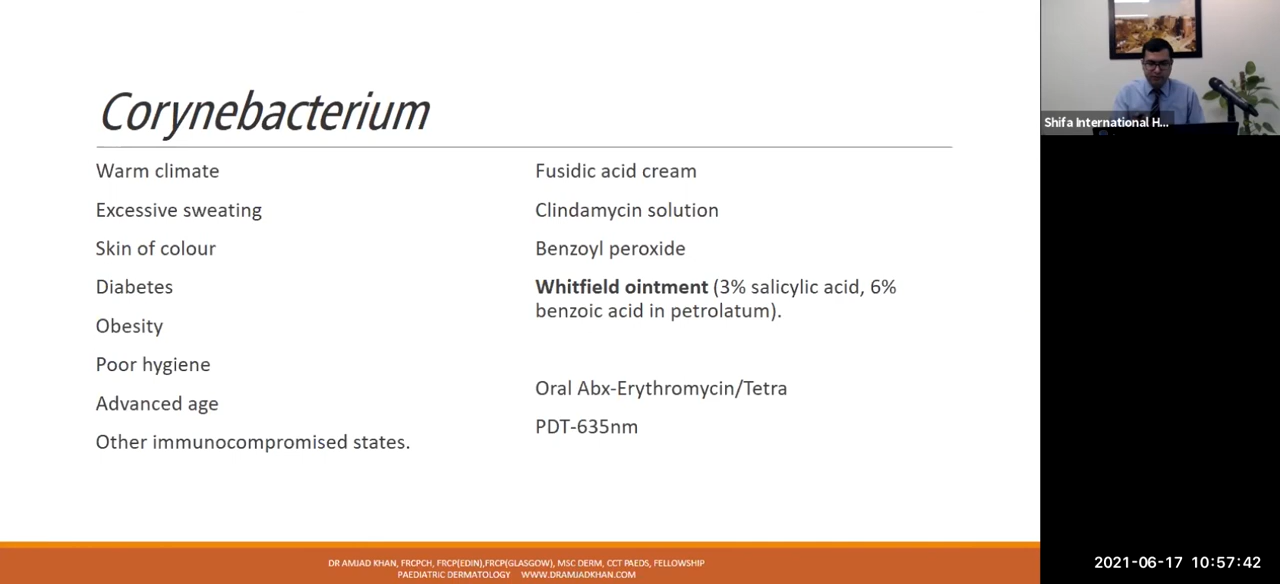 Corynebacterium
Warm climate
Excessive sweating
Skin of colour
Diabetes
Obesity
Poor hygiene
Advanced age
Other immunocompromised states.
Fusidic acid cream
Clindamycin solution
Benzoyl peroxide
Whitfield ointment (3% salicylic acid, 6%
benzoic acid in petrolatum).
Oral Abx-Erythromycin/Tetra
PDT-635nm
DR AMJAD KHAN, FRCPCH, FRCP(EDIN),FRCP(GLASGOW), MSC DERM, CCT PAEDS, FELLOWSHIP
PAEDIATRIC DERMATOLOGY WWW.DRAMJADKHAN.COM
Shifa International H...
2021-06-17 10:57:42